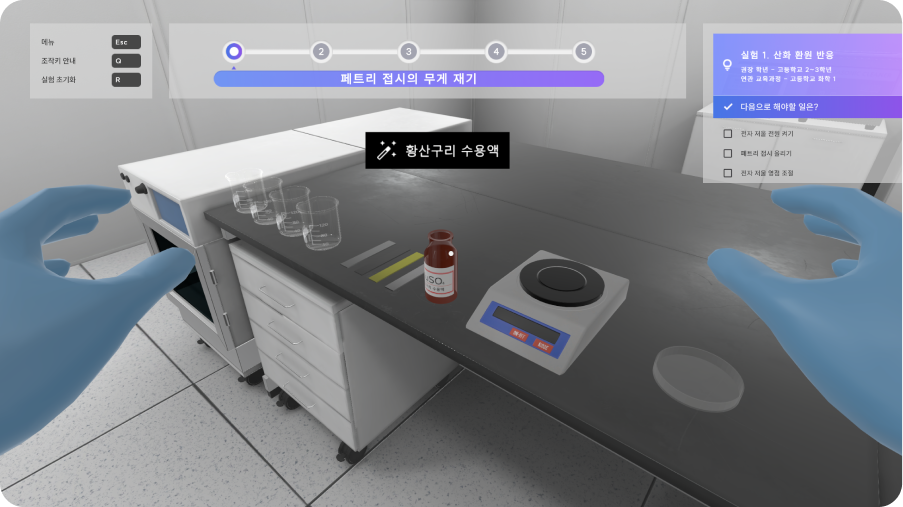 메뉴
Esc
조작키 안내
Q
실험 초기화
R
2
3
4
5
페트리 접시의 무게 재기
실험 1. 산화 환원 반응
권장 학년 - 고등학교 2-3학년
연관 교육과정 - 고등학교 화학 1
다음으로 해야할 일은?
전자 저울 전원 켜기
페트리 접시 올리기
전자 저울 영점 조절
황산구리 수용액
SO₄